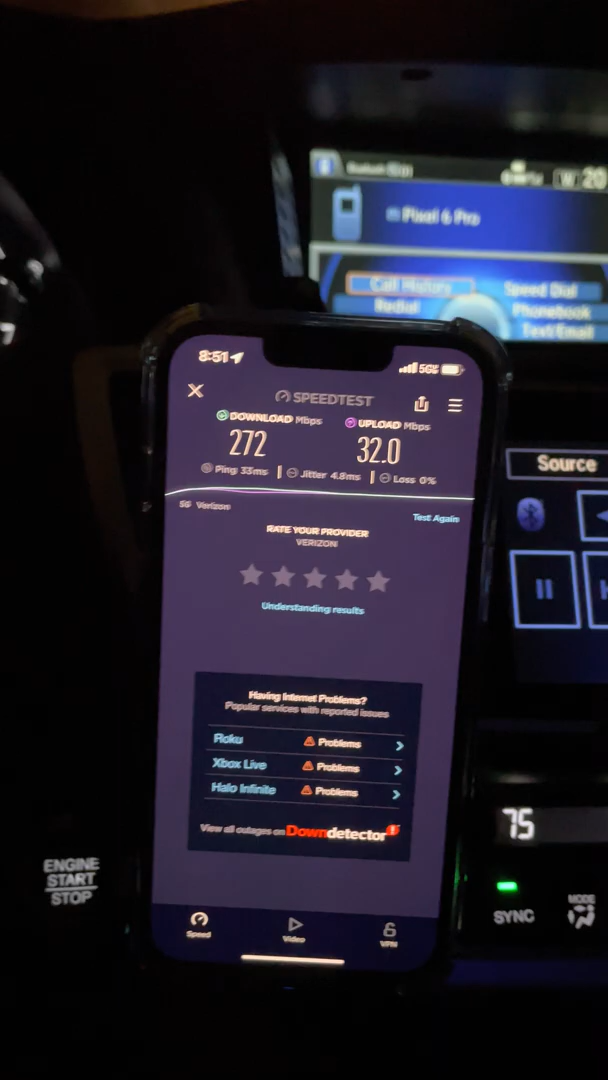 Pixel 6 Pro
W 20
Call History
Speed Dial
Redial
Phonebook
Text/Email
8:51
5G
SPEEDTEST
DOWNLOAD Mbps
UPLOAD Mbps
272
32.0
Ping 33ms
Jitter 4.8ms
Loss 0%
5G Verizon
Test Again
RATE YOUR PROVIDER
VERIZON
Understanding results
Having Internet Problems?
Popular services with reported issues
Roku
Problems
Xbox Live
Problems
Halo Infinite
Problems
View all outages on Downdetector
Speed
Video
VPN
Source
75
SYNC
MODE
ENGINE
START
STOP